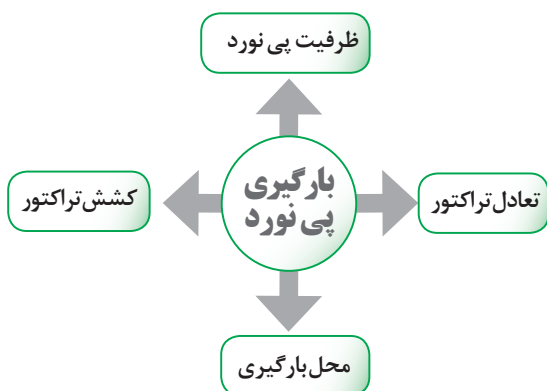 ظرفیت پی نورد
بارگیری
پی نورد
تعادل تراکتور
کشش تراکتور
محل بارگیری